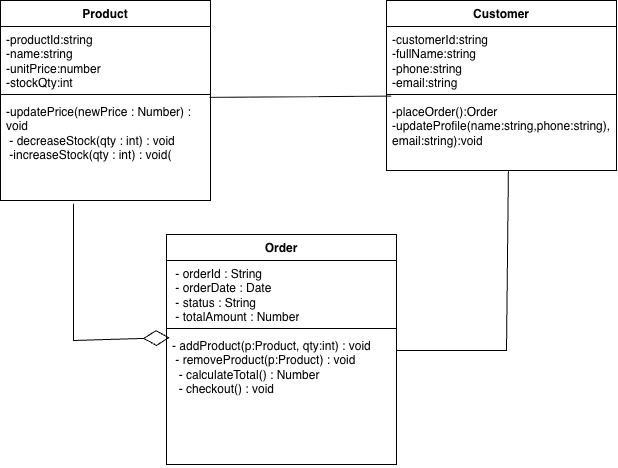 Product
-productId:string
-name:string
-unitPrice:number
-stockQty:int
-updatePrice(newPrice : Number) :
void
- decreaseStock(qty : int) : void
-increaseStock(qty : int) : void(
Customer
-customerId:string
-fullName:string
-phone:string
-email:string
-placeOrder():Order
-updateProfile(name:string,phone:string),
email:string):void
Order
- orderId : String
- orderDate : Date
- status : String
- totalAmount : Number
- addProduct(p:Product, qty:int) : void
- removeProduct(p:Product) : void
- calculateTotal() : Number
- checkout() : void